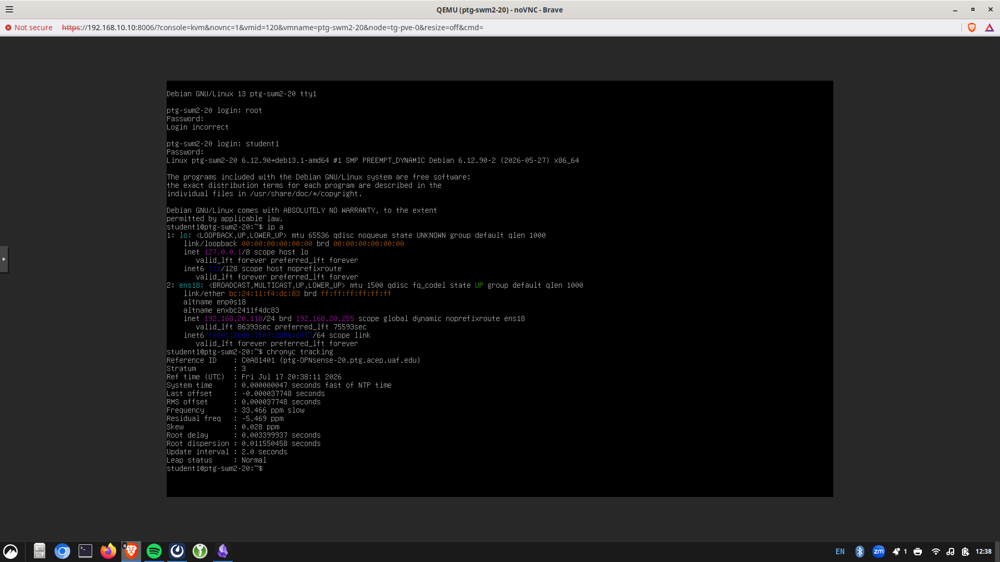 QEMU (ptg-swm2-20) - noVNC - Brave
Not secure https://192.168.10.10:8006/?console=kvm&novnc=1&vmid=120&vmname=ptg-swm2-20&node=tg-pve-0&resize=off&cmd=
Debian GNU/Linux 13 ptg-swm2-20 tty1
ptg-swm2-20 login: root
Password:
Login incorrect
ptg-swm2-20 login: student1
Password:
Linux ptg-swm2-20 6.12.90+deb13.1-amd64 #1 SMP PREEMPT_DYNAMIC Debian 6.12.90-2 (2026-05-27) x86_64
The programs included with the Debian GNU/Linux system are free software;
the exact distribution terms for each program are described in the
individual files in /usr/share/doc/*/copyright.
Debian GNU/Linux comes with ABSOLUTELY NO WARRANTY, to the extent
permitted by applicable law.
student1@ptg-swm2-20:~$ ip a
1: lo: <LOOPBACK,UP,LOWER_UP> mtu 65536 qdisc noqueue state UNKNOWN group default qlen 1000
link/loopback 00:00:00:00:00:00 brd 00:00:00:00:00:00
inet 127.0.0.1/8 scope host lo
valid_lft forever preferred_lft forever
inet6 ::1/128 scope host noprefixroute
valid_lft forever preferred_lft forever
2: ens18: <BROADCAST,MULTICAST,UP,LOWER_UP> mtu 1500 qdisc fq_codel state UP group default qlen 1000
link/ether bc:24:11:f4:dc:83 brd ff:ff:ff:ff:ff:ff
altname enp0s18
altname enxbc2411f4dc83
inet 192.168.20.118/24 brd 192.168.20.255 scope global dynamic noprefixroute ens18
valid_lft 86393sec preferred_lft 75593sec
inet6 /64 scope link
valid_lft forever preferred_lft forever
student1@ptg-swm2-20:~$ chronyc tracking
Reference ID : C0A81401 (ptg-OPNsense-20.ptg.acep.uaf.edu)
Stratum : 3
Ref time (UTC) : Fri Jul 17 20:38:11 2026
System time : 0.000000047 seconds fast of NTP time
Last offset : -0.000037748 seconds
RMS offset : 0.000037748 seconds
Frequency : 33.466 ppm slow
Residual freq : -5.469 ppm
Skew : 0.028 ppm
Root delay : 0.003399937 seconds
Root dispersion : 0.011550458 seconds
Update interval : 2.0 seconds
Leap status : Normal
student1@ptg-swm2-20:~$
6
EN zm 1 12:38